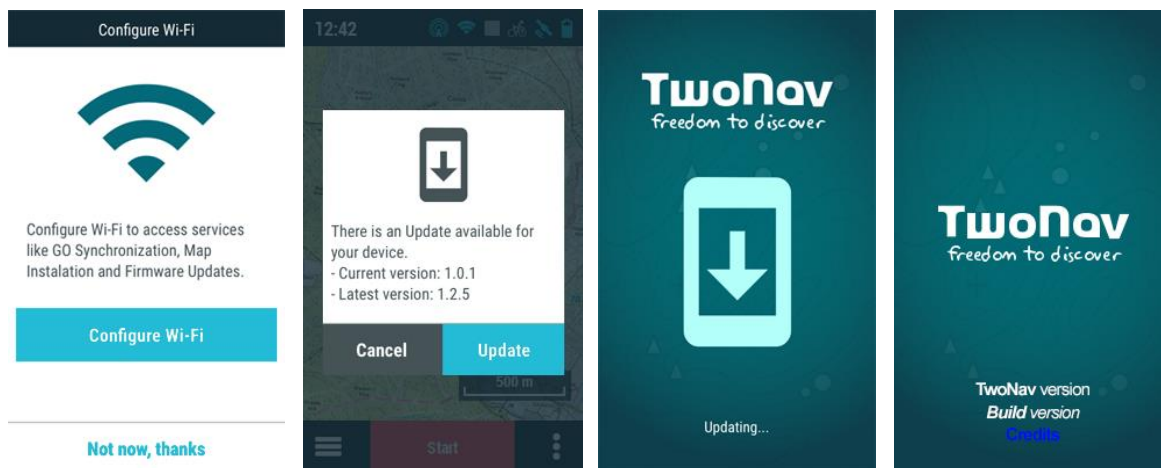 Configure Wi-Fi
Configure Wi-Fi to access services
like GO Synchronization, Map
Instalation and Firmware Updates.
Configure Wi-Fi
Not now, thanks
12:42
There is an Update available for
your device.
- Current version: 1.0.1
- Latest version: 1.2.5
Cancel
Update
500 m
Start
TwoNav
freedom to discover
Updating...
TwoNav
freedom to discover
TwoNav version
Build version
Credits